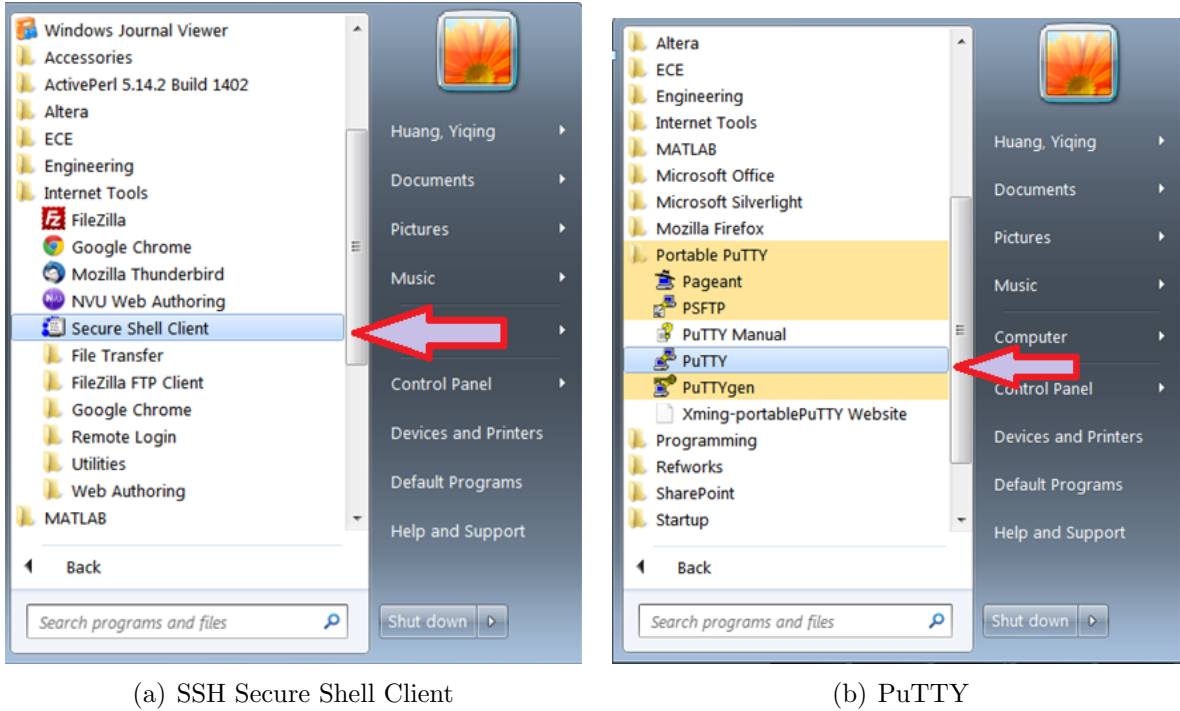 Windows Journal Viewer
Accessories
ActivePerl 5.14.2 Build 1402
Altera
ECE
Engineering
Internet Tools
FileZilla
Google Chrome
Mozilla Thunderbird
NVU Web Authoring
Secure Shell Client
File Transfer
FileZilla FTP Client
Google Chrome
Remote Login
Utilities
Web Authoring
MATLAB
Back
Search programs and files
Huang, Yiqing
Documents
Pictures
Music
Control Panel
Devices and Printers
Default Programs
Help and Support
Shut down
(a) SSH Secure Shell Client
Altera
ECE
Engineering
Internet Tools
MATLAB
Microsoft Office
Microsoft Silverlight
Mozilla Firefox
Portable PuTTY
Pageant
PSFTP
PuTTY Manual
PuTTY
PuTTYgen
Xming-portablePuTTY Website
Programming
Refworks
SharePoint
Startup
Back
Search programs and files
Huang, Yiqing
Documents
Pictures
Music
Computer
Control Panel
Devices and Printers
Default Programs
Help and Support
Shut down
(b) PuTTY